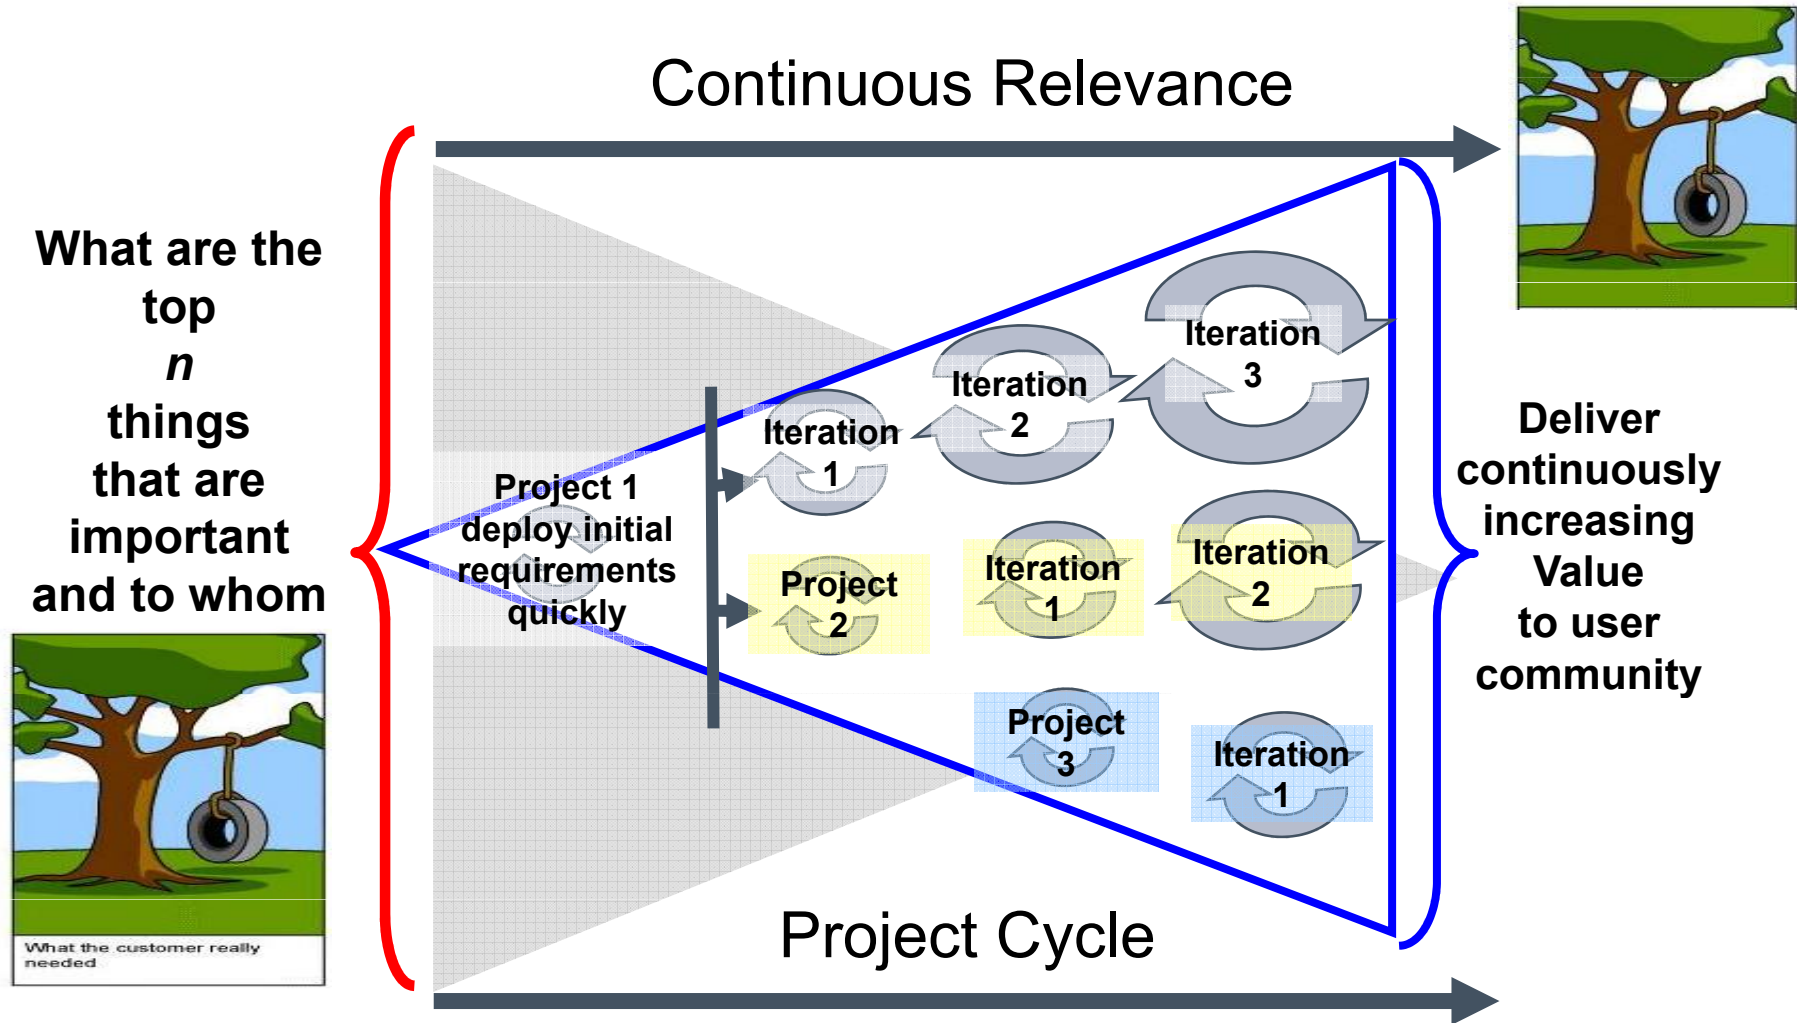 Continuous Relevance
What are the
top
n
things
that are
important
and to whom
What the customer really
needed
Project 1
deploy initial
requirements
quickly
Iteration
1
Iteration
2
Iteration
3
Project
2
Iteration
1
Iteration
2
Project
3
Iteration
1
Deliver
continuously
increasing
Value
to user
community
Project Cycle